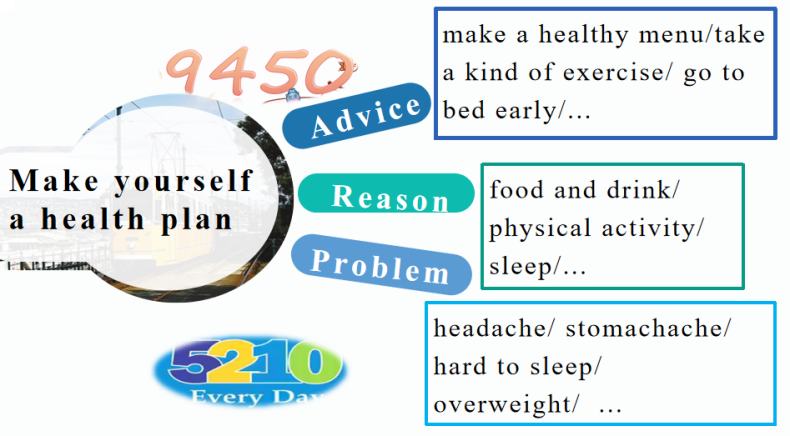 9450
make a healthy menu/take
a kind of exercise/ go to
bed early/...
Advice
Make yourself
a health plan
Reason
food and drink/
physical activity/
sleep/...
Problem
headache/ stomachache/
hard to sleep/
overweight/ ...
5210
Every Day